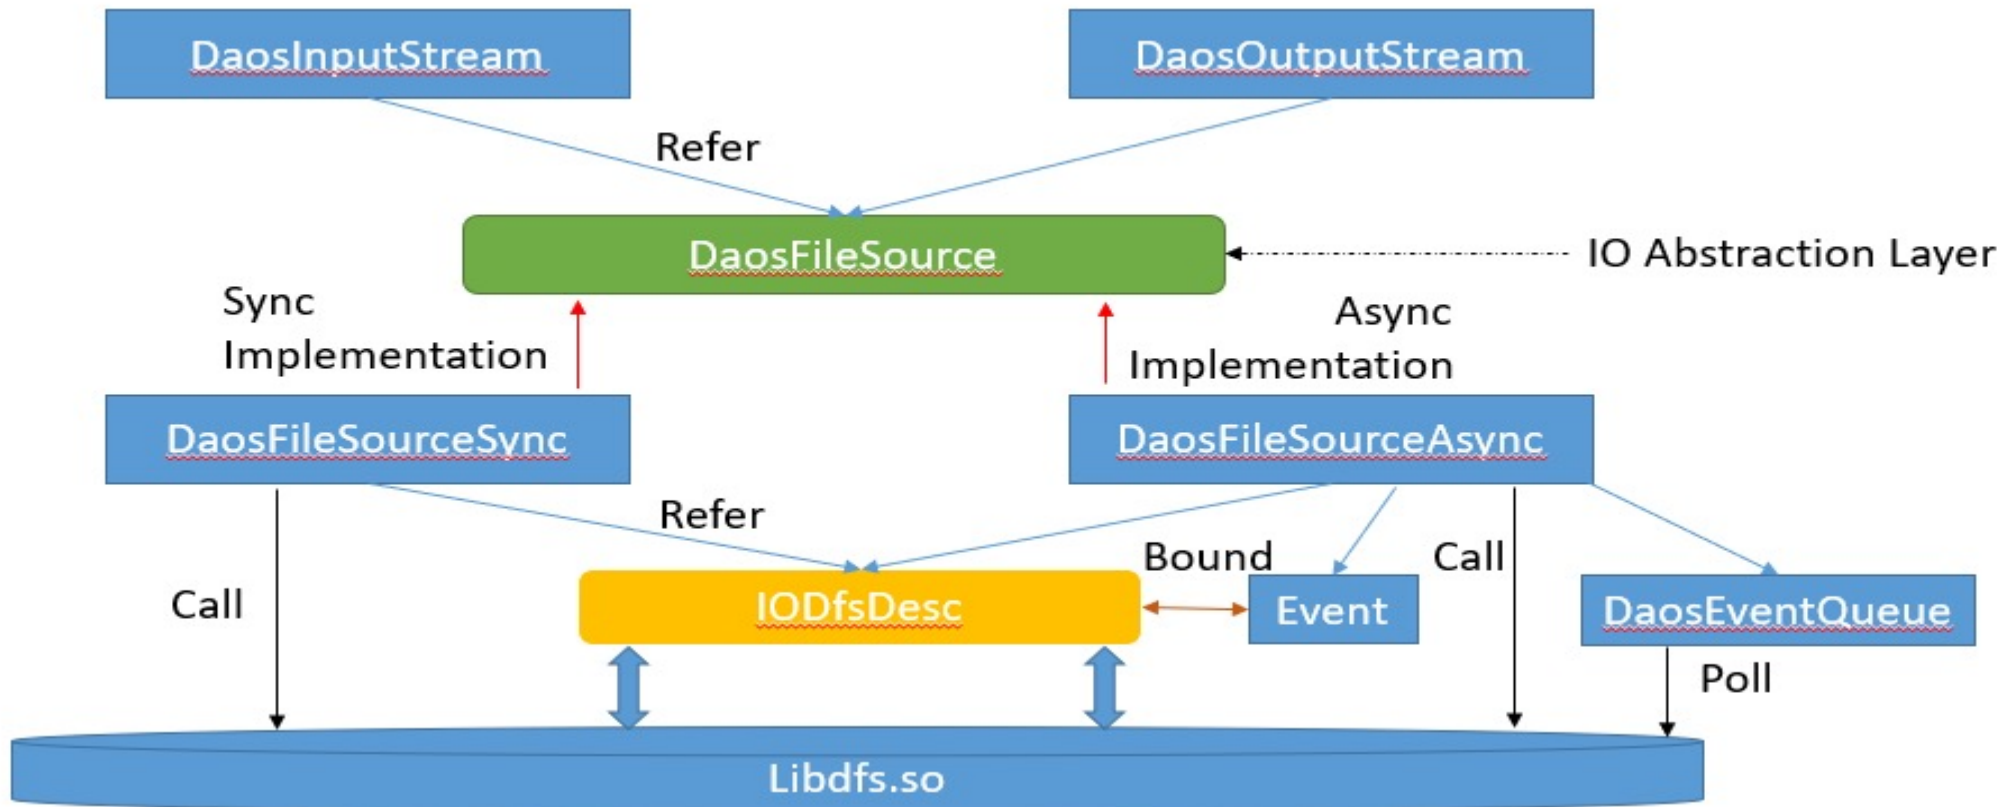 DaosInputStream
DaosOutputStream
Refer
DaosFileSource
IO Abstraction Layer
Sync
Implementation
Async
Implementation
DaosFileSourceSync
DaosFileSourceAsync
Refer
Bound
Call
Call
IODfsDesc
Event
DaosEventQueue
Poll
Libdfs.so